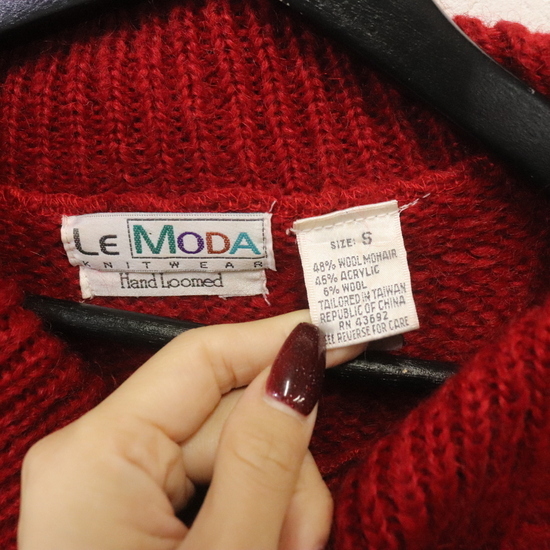 LE MODA
KNITWEAR
Hand Loomed
SIZE: S
48% WOOL MOHAIR
46% ACRYLIC
6% WOOL
TAILORED IN TAIWAN
REPUBLIC OF CHINA
RN 43692
SEE REVERSE FOR CARE